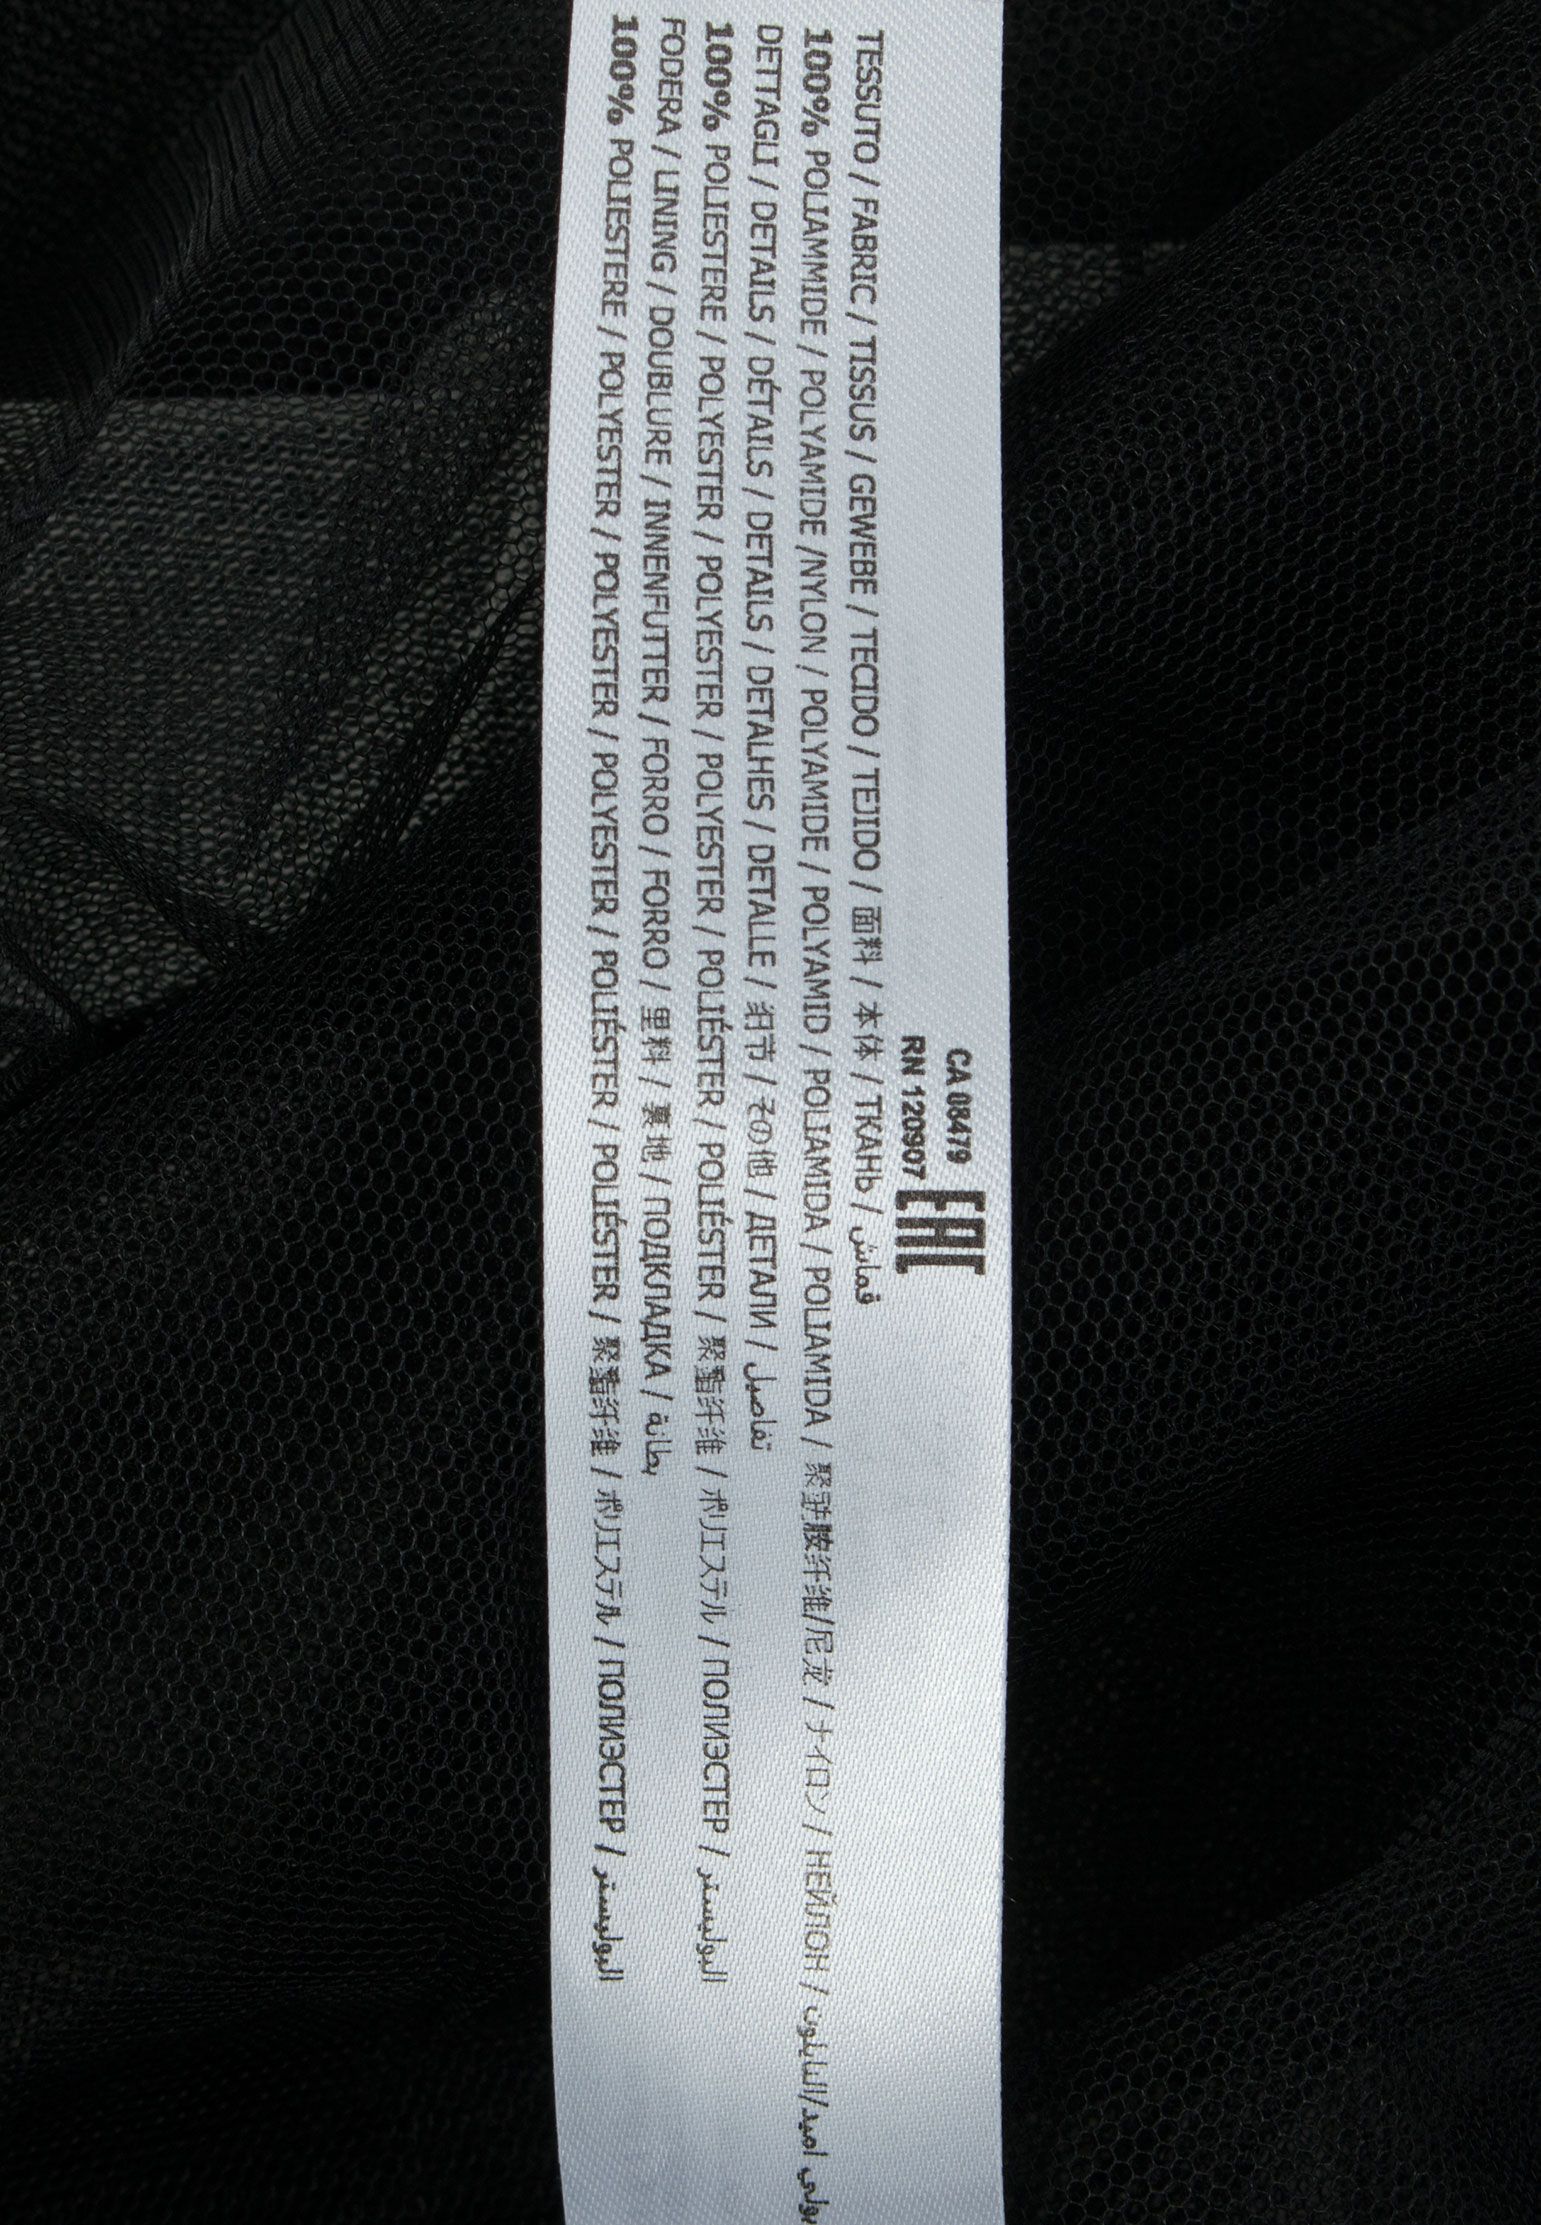 CA 08479
RN 120907 EAC
TESSUTO / FABRIC / TISSUS / GEWEBE / TECIDO / TEJIDO / 面料 / 本体 / ТКАНЬ / قماش
100% POLIAMMIDE / POLYAMIDE /NYLON / POLYAMIDE / POLYAMID / POLIAMIDA / POLIAMIDA / 聚酰胺纤维/尼龙 / ナイロン / НЕЙЛОН / بولي اميد/النايلون
DETTAGLI / DETAILS / DÉTAILS / DETAILS / DETALHES / DETALLE / 细节 / その他 / ДЕТАЛИ / تفاصيل
100% POLIESTERE / POLYESTER / POLYESTER / POLYESTER / POLIÉSTER / POLIÉSTER / 聚酯纤维 / ポリエステル / ПОЛИЭСТЕР / البوليستر
FODERA / LINING / DOUBLURE / INNENFUTTER / FORRO / FORRO / 里料 / 裏地 / ПОДКЛАДКА / بطانة
100% POLIESTERE / POLYESTER / POLYESTER / POLYESTER / POLIÉSTER / POLIÉSTER / 聚酯纤维 / ポリエステル / ПОЛИЭСТЕР / البوليستر